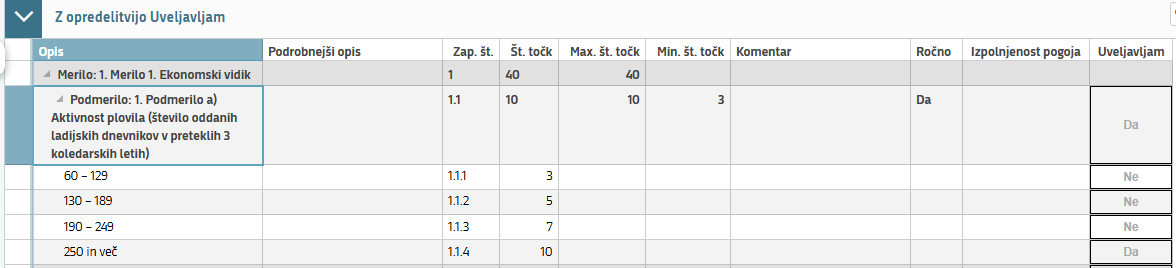 Z opredelitvijo Uveljavljam
Opis Podrobnejši opis Zap. št. Št. točk Max. št. točk Min. št. točk Komentar Ročno Izpolnjenost pogoja Uveljavljam
Merilo: 1. Merilo 1. Ekonomski vidik 1 40 40
Podmerilo: 1. Podmerilo a) 1.1 10 10 3 Da
Aktivnost plovila (število oddanih
ladijskih dnevnikov v preteklih 3 Da
koledarskih letih)
60 – 129 1.1.1 3 Ne
130 – 189 1.1.2 5 Ne
190 – 249 1.1.3 7 Ne
250 in več 1.1.4 10 Da